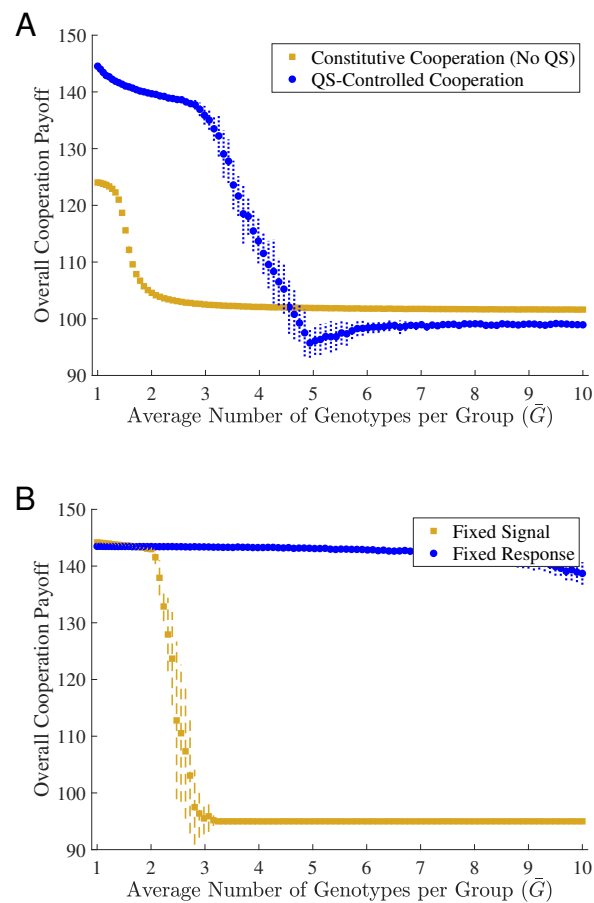 A
150
140
130
120
110
100
90
Overall Cooperation Payoff
Constitutive Cooperation (No QS)
QS-Controlled Cooperation
1 2 3 4 5 6 7 8 9 10
Average Number of Genotypes per Group (Ḡ)
B
150
140
130
120
110
100
90
Overall Cooperation Payoff
Fixed Signal
Fixed Response
1 2 3 4 5 6 7 8 9 10
Average Number of Genotypes per Group (Ḡ)